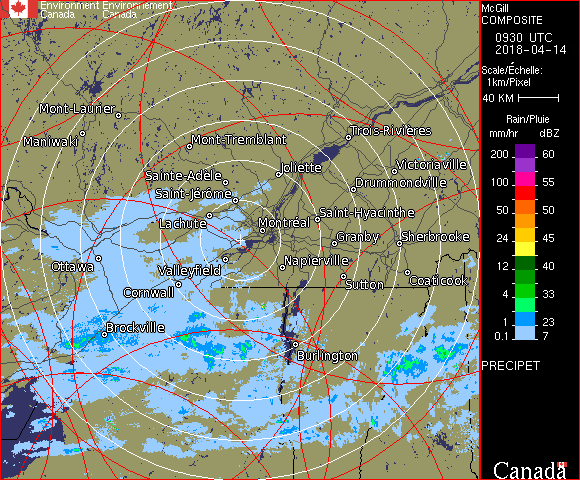 Environment Environnement
Canada Canada
McGill
COMPOSITE
0930 UTC
2018-04-14
Scale/Échelle:
1km/Pixel
40 KM
Rain/Pluie
mm/hr dBZ
200 60
100 55
50 50
24 45
12 40
4 33
1 23
0.1 7
PRECIPET
Mont-Laurier
Maniwaki
Mont-Tremblant
Trois-Rivières
Sainte-Adèle
Joliette
Victoriaville
Saint-Jérôme
Drummondville
Lachute
Montréal
Saint-Hyacinthe
Granby
Sherbrooke
Ottawa
Valleyfield
Napierville
Cornwall
Sutton
Coaticook
Brockville
Burlington
Canada